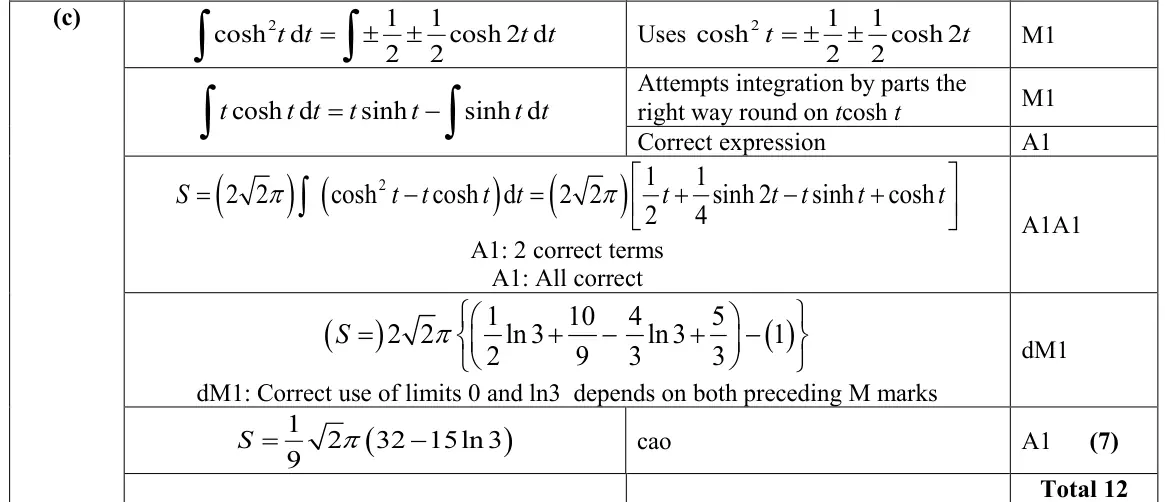 (c) ∫cosh²t dt = ∫ ± 1/2 ± 1/2 cosh 2t dt Uses cosh² t = ± 1/2 ± 1/2 cosh 2t M1
∫t cosh t dt = t sinh t − ∫sinh t dt Attempts integration by parts the
right way round on tcosh t M1
Correct expression A1
S = (2√2π)∫ (cosh² t − t cosh t)dt = (2√2π)[1/2 t + 1/4 sinh 2t − t sinh t + cosh t]
A1: 2 correct terms
A1: All correct
A1A1
(S =)2√2π{(1/2 ln 3 + 10/9 − 4/3 ln 3 + 5/3) − (1)}
dM1: Correct use of limits 0 and ln3 depends on both preceding M marks
dM1
S = 1/9 √2π(32 − 15 ln 3) cao A1 (7)
Total 12